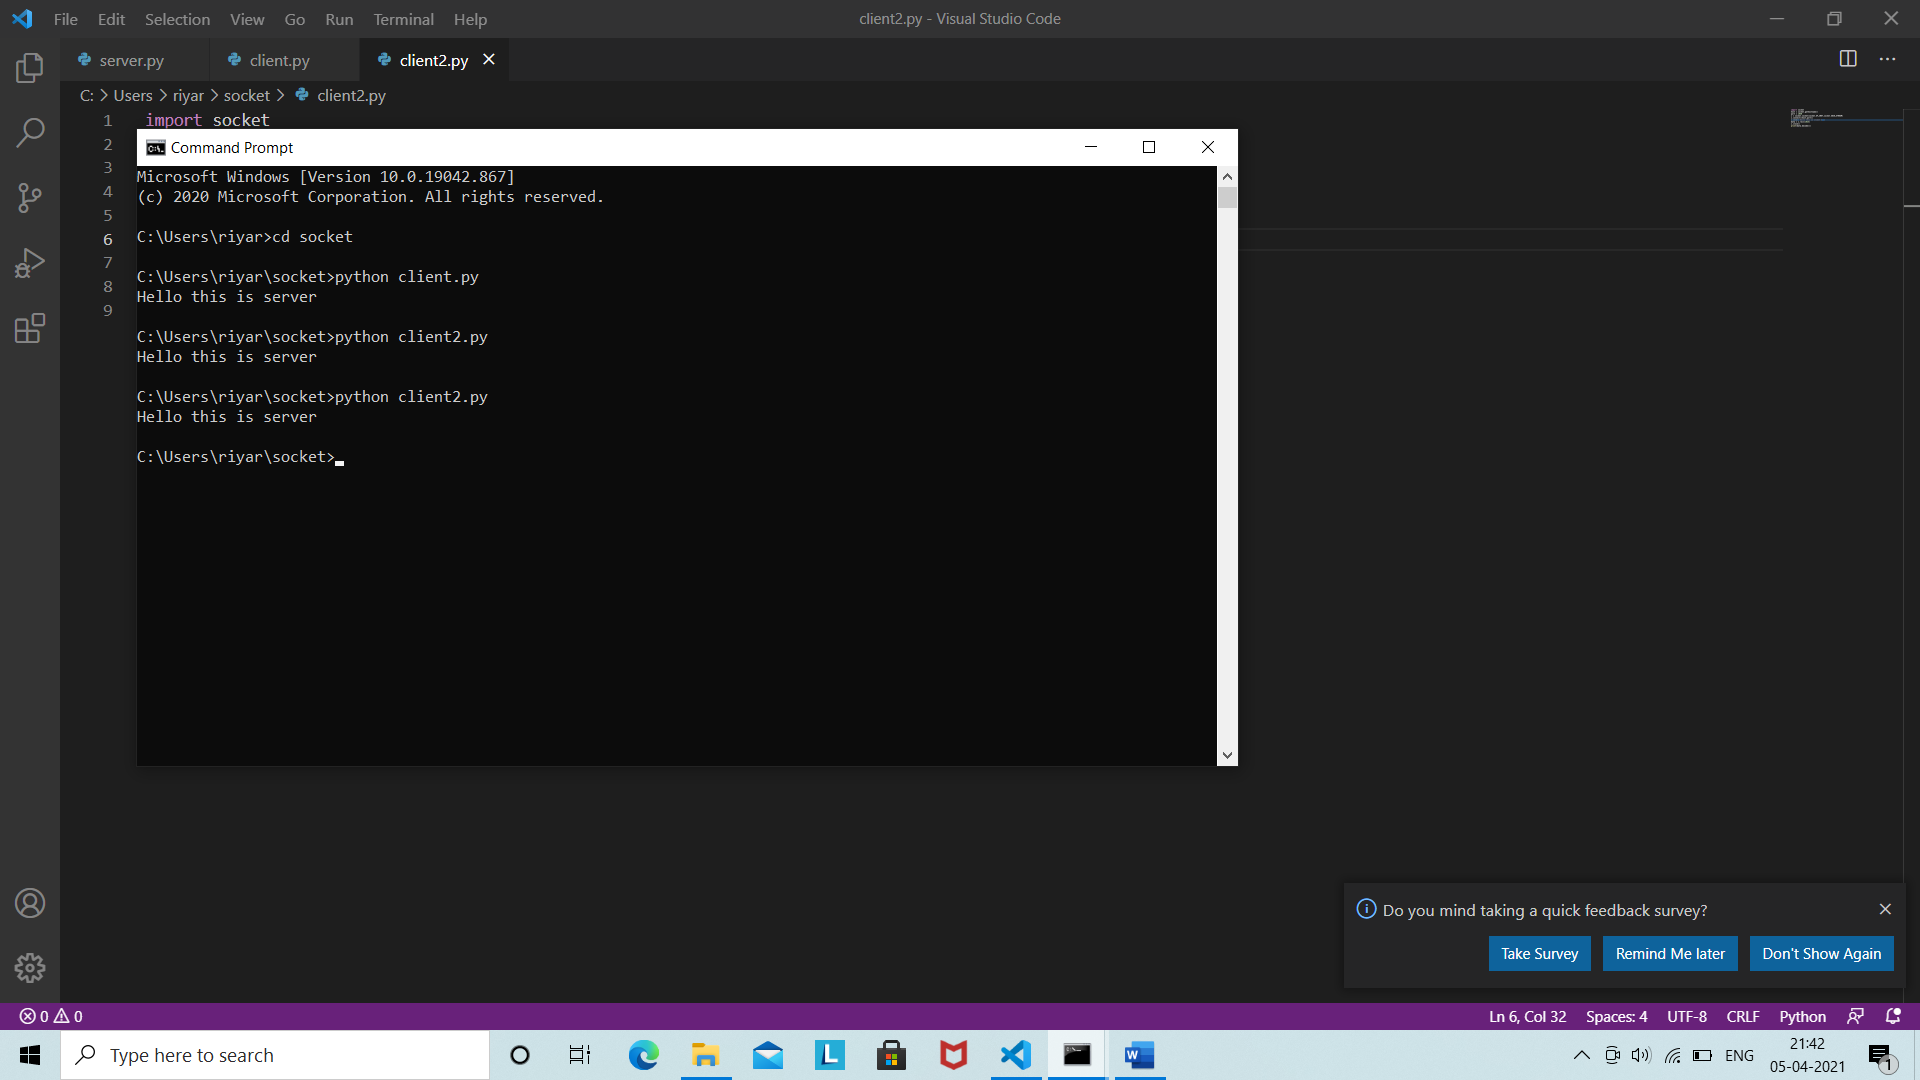 File Edit Selection View Go Run Terminal Help
client2.py - Visual Studio Code
server.py
client.py
client2.py
C: > Users > riyar > socket > client2.py
1 import socket
2
3
4
5
6
7
8
9
Command Prompt
Microsoft Windows [Version 10.0.19042.867]
(c) 2020 Microsoft Corporation. All rights reserved.
C:\Users\riyar>cd socket
C:\Users\riyar\socket>python client.py
Hello this is server
C:\Users\riyar\socket>python client2.py
Hello this is server
C:\Users\riyar\socket>python client2.py
Hello this is server
C:\Users\riyar\socket>
Do you mind taking a quick feedback survey?
Take Survey
Remind Me later
Don't Show Again
0 0
Ln 6, Col 32 Spaces: 4 UTF-8 CRLF Python
Type here to search
ENG
21:42
05-04-2021
1